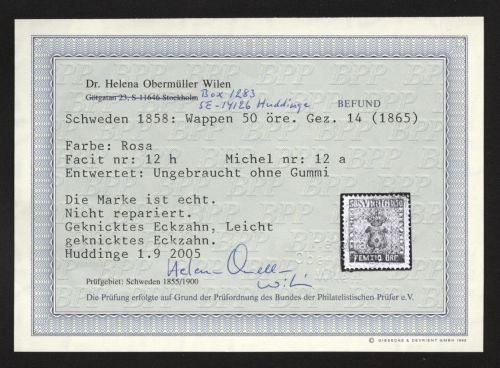 Dr. Helena Obermüller Wilen
Götgatan 23, S-11646 Stockholm Box 1283
SE-14126 Huddinge
BEFUND
Schweden 1858: Wappen 50 öre. Gez. 14 (1865)
Farbe: Rosa
Facit nr: 12 h Michel nr: 12 a
Entwertet: Ungebraucht ohne Gummi
Die Marke ist echt.
Nicht repariert.
Geknicktes Eckzahn, Leicht
geknicktes Eckzahn.
Huddinge 1.9 2005
SVERIGE
FEMTIO ÖRE
Prüfgebiet: Schweden 1855/1900
Die Prüfung erfolgte auf Grund der Prüfordnung des Bundes der Philatelistischen Prüfer e.V.
© GIESECKE & DEVRIENT GMBH 1992